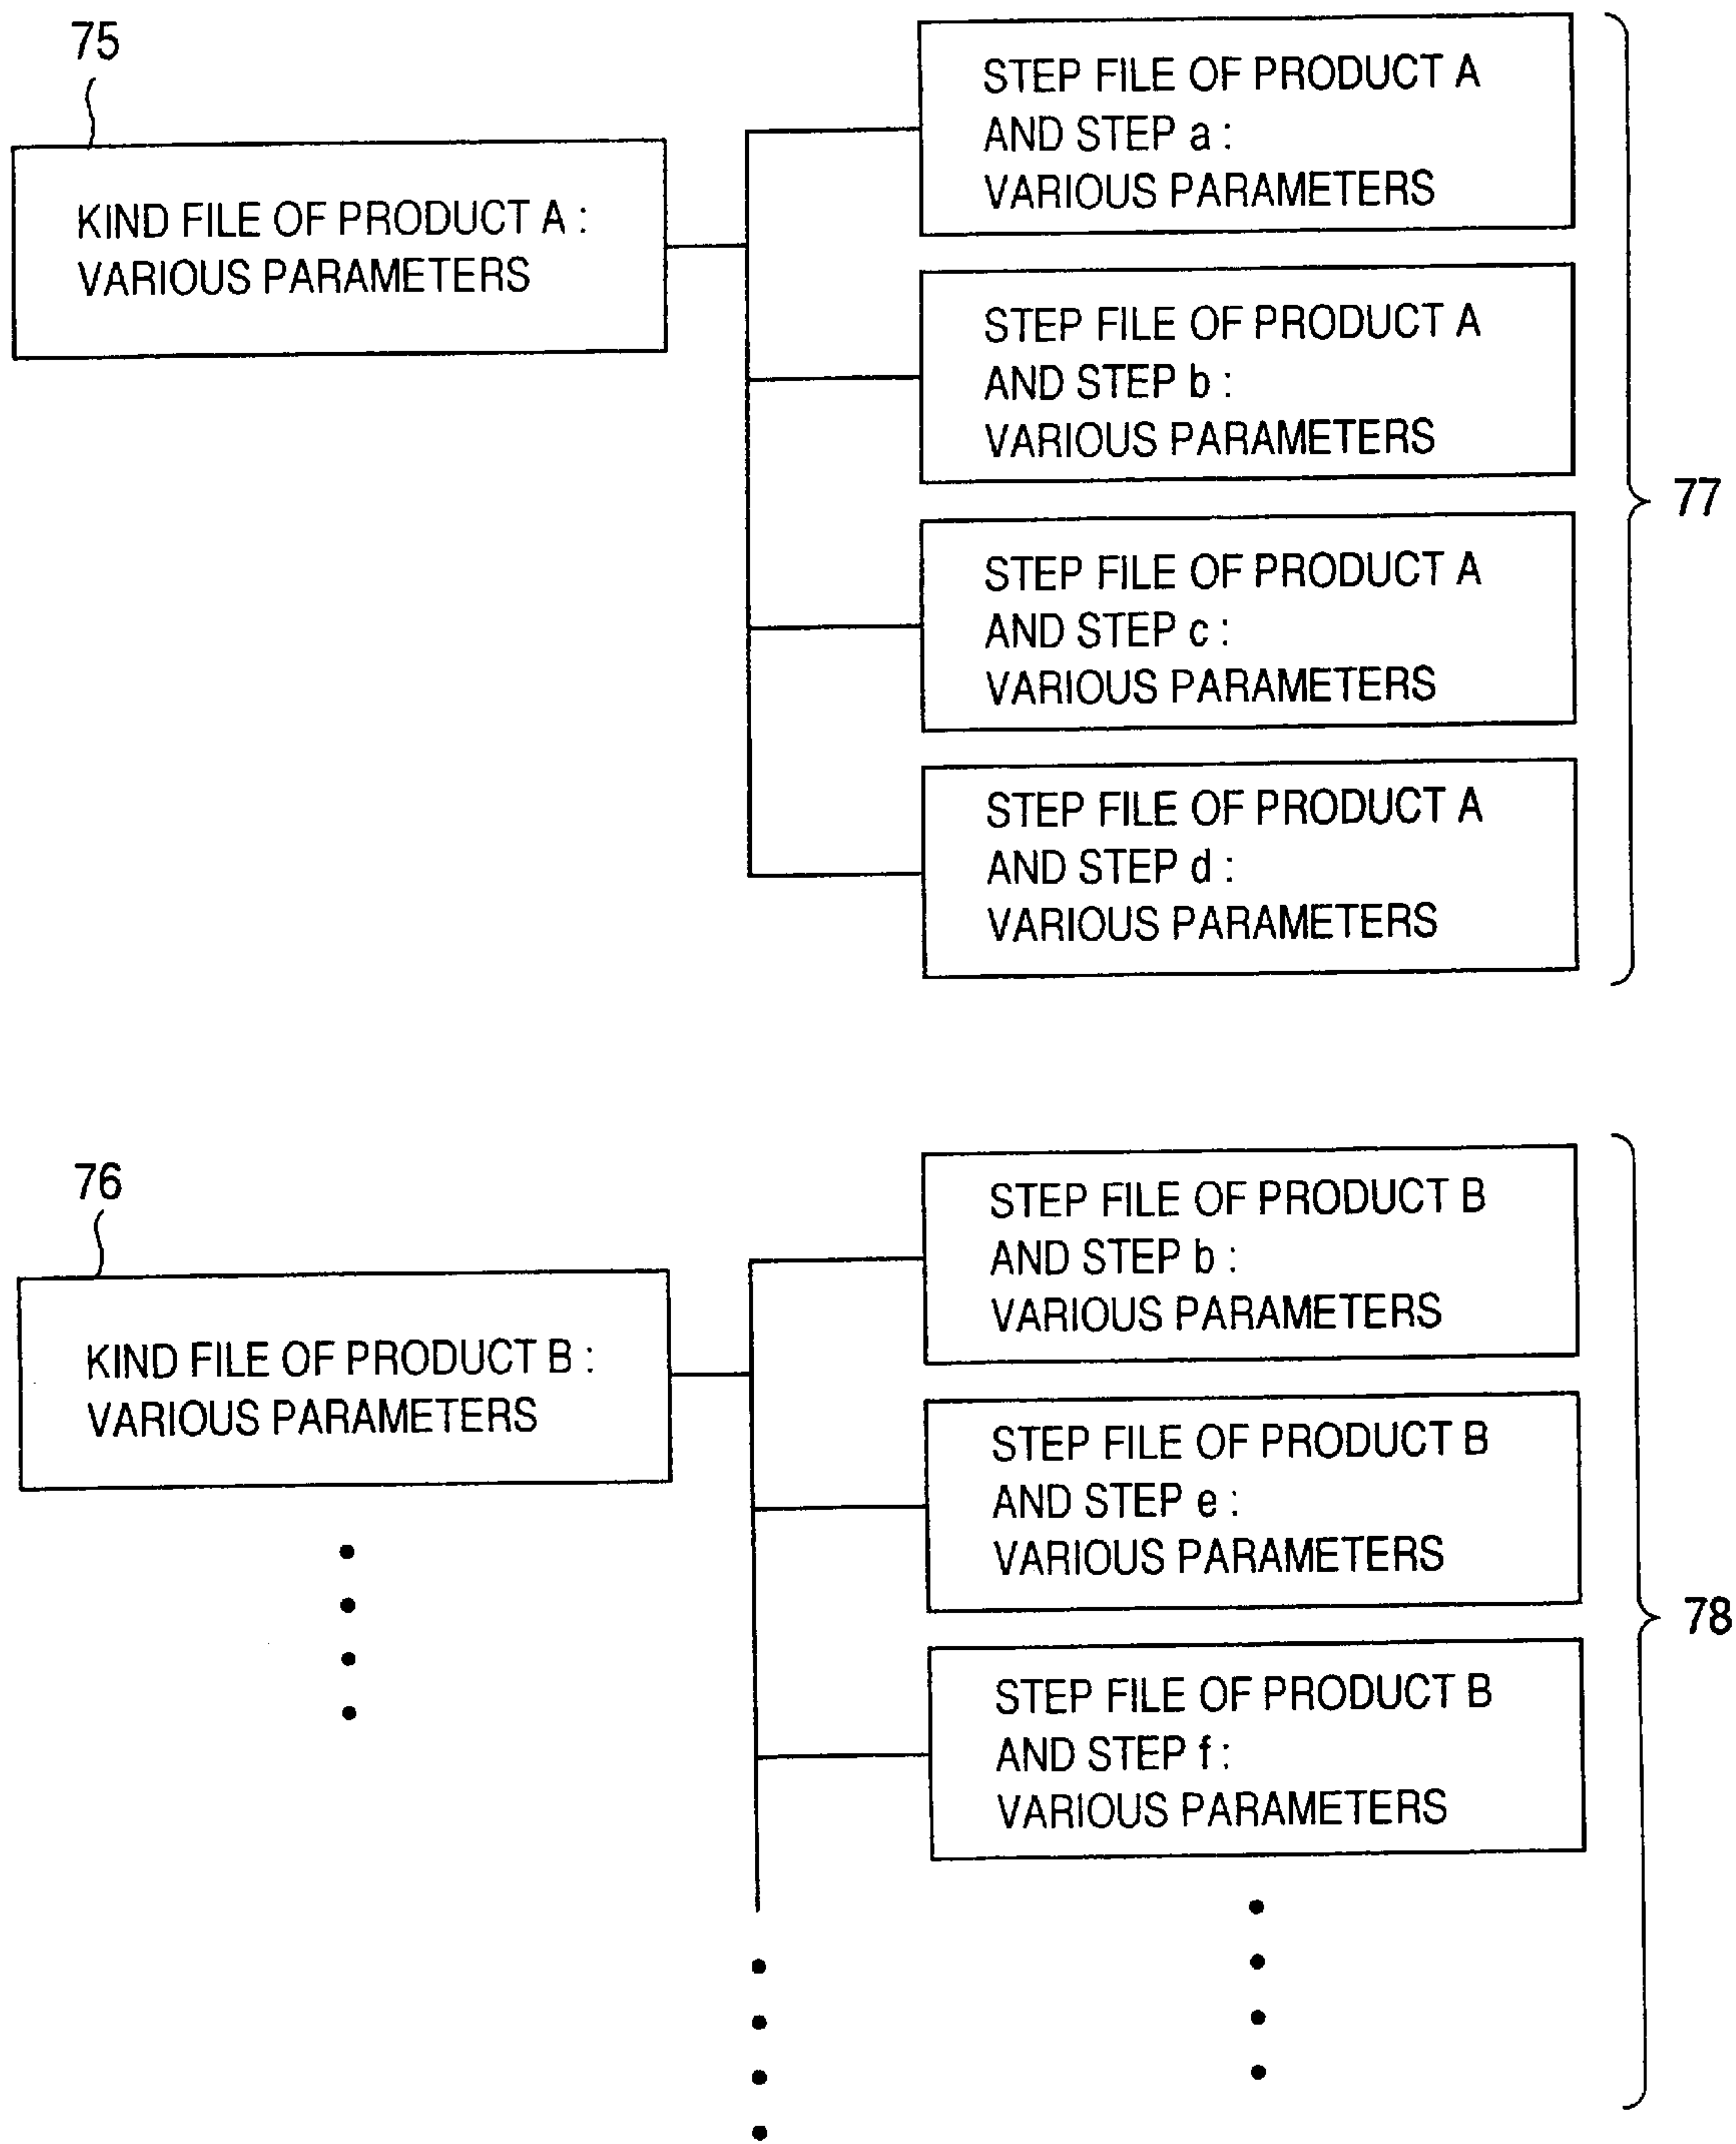 75
KIND FILE OF PRODUCT A :
VARIOUS PARAMETERS
STEP FILE OF PRODUCT A
AND STEP a :
VARIOUS PARAMETERS
STEP FILE OF PRODUCT A
AND STEP b :
VARIOUS PARAMETERS
STEP FILE OF PRODUCT A
AND STEP c :
VARIOUS PARAMETERS
STEP FILE OF PRODUCT A
AND STEP d :
VARIOUS PARAMETERS
77
76
KIND FILE OF PRODUCT B :
VARIOUS PARAMETERS
STEP FILE OF PRODUCT B
AND STEP b :
VARIOUS PARAMETERS
STEP FILE OF PRODUCT B
AND STEP e :
VARIOUS PARAMETERS
STEP FILE OF PRODUCT B
AND STEP f :
VARIOUS PARAMETERS
78